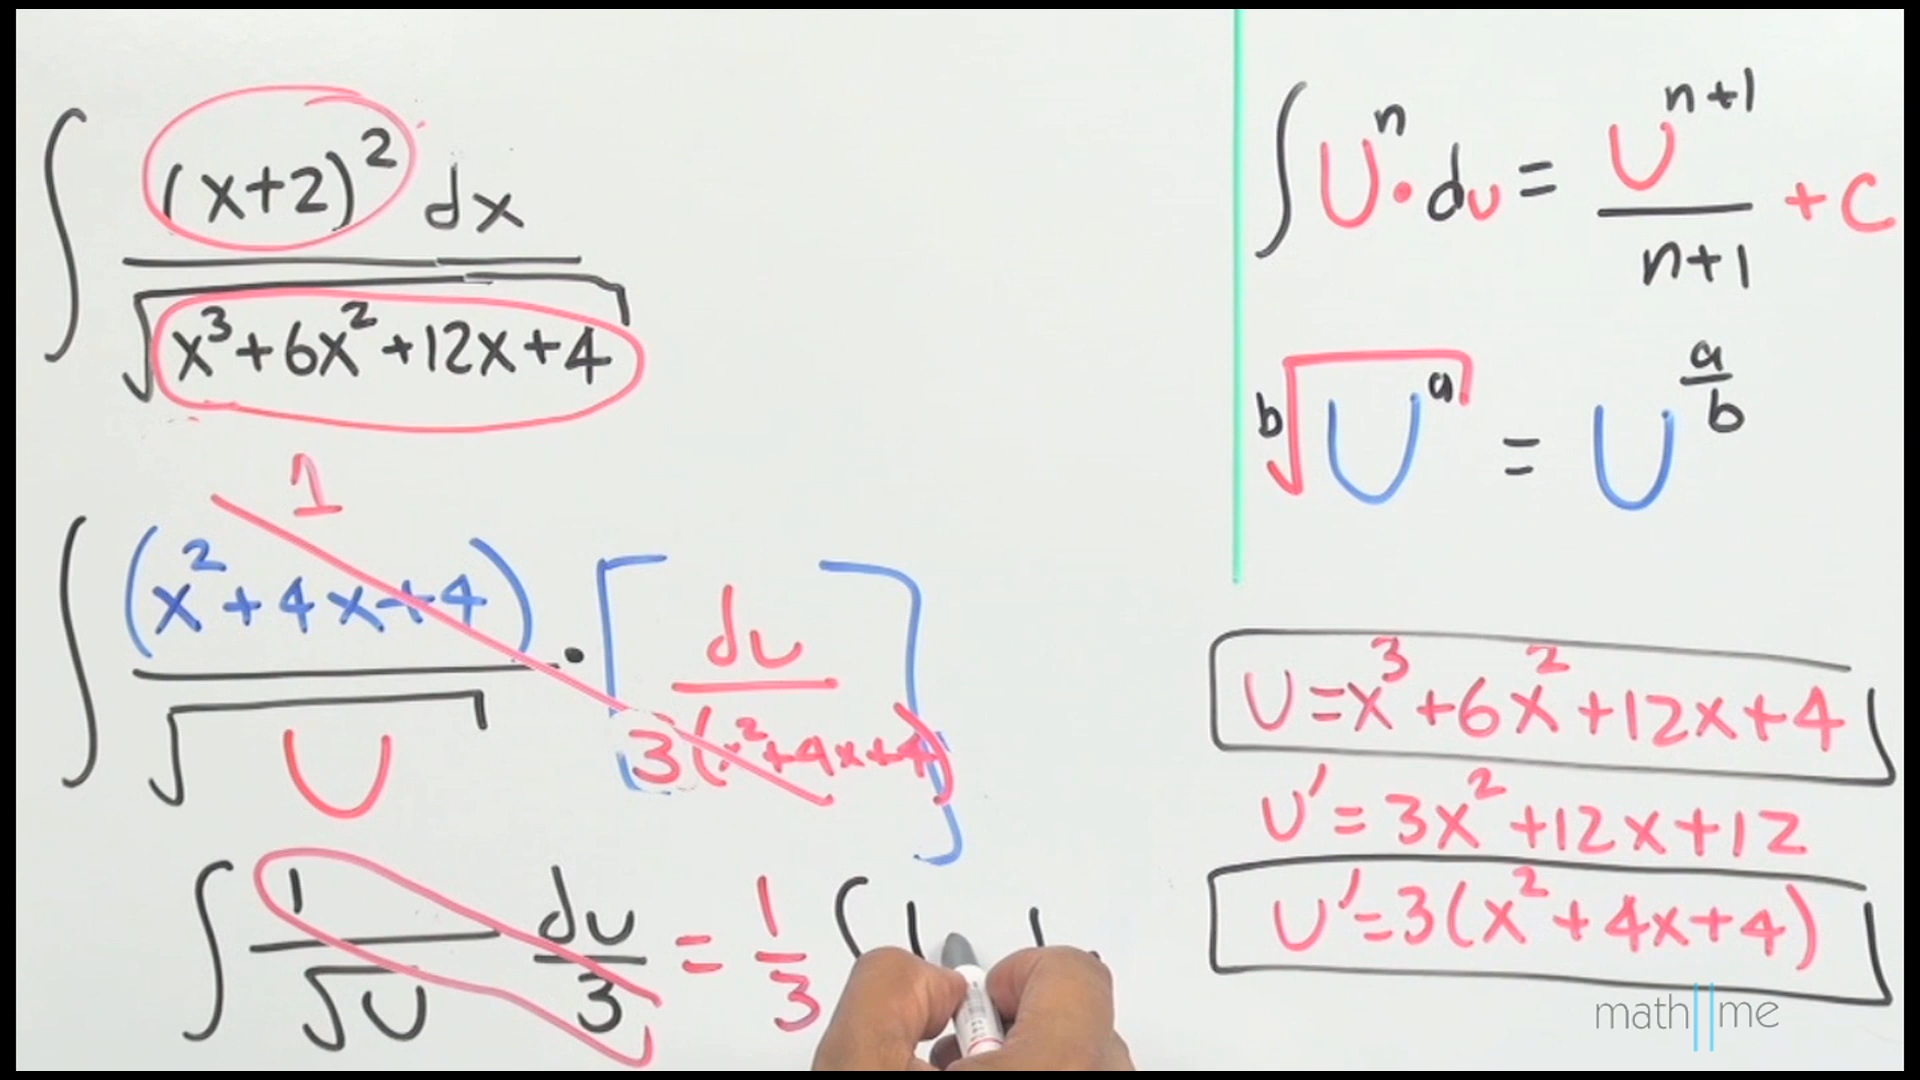 ∫ (x+2)² dx / √(x³+6x²+12x+4)
1
∫ (x²+4x+4) / √U · [du / 3(x²+4x+4)]
∫ 1/√U du/3 = 1/3 ∫
∫ Uⁿ · du = Uⁿ⁺¹ / n+1 + C
ᵇ√Uᵃ = U^(a/b)
U = x³+6x²+12x+4
U' = 3x²+12x+12
U' = 3(x²+4x+4)
math||me